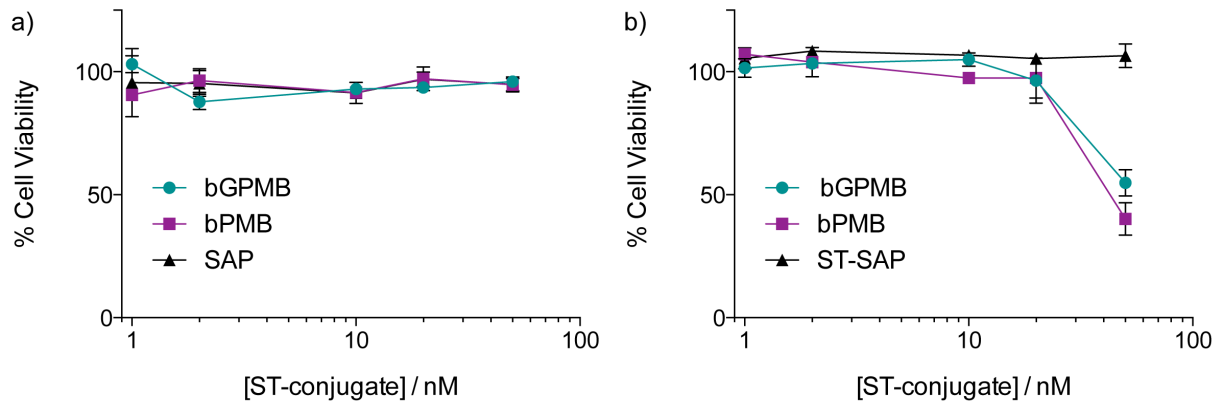 a)
% Cell Viability
100
50
0
bGPMB
bPMB
SAP
1
10
100
[ST-conjugate] / nM
b)
% Cell Viability
100
50
0
bGPMB
bPMB
ST-SAP
1
10
100
[ST-conjugate] / nM